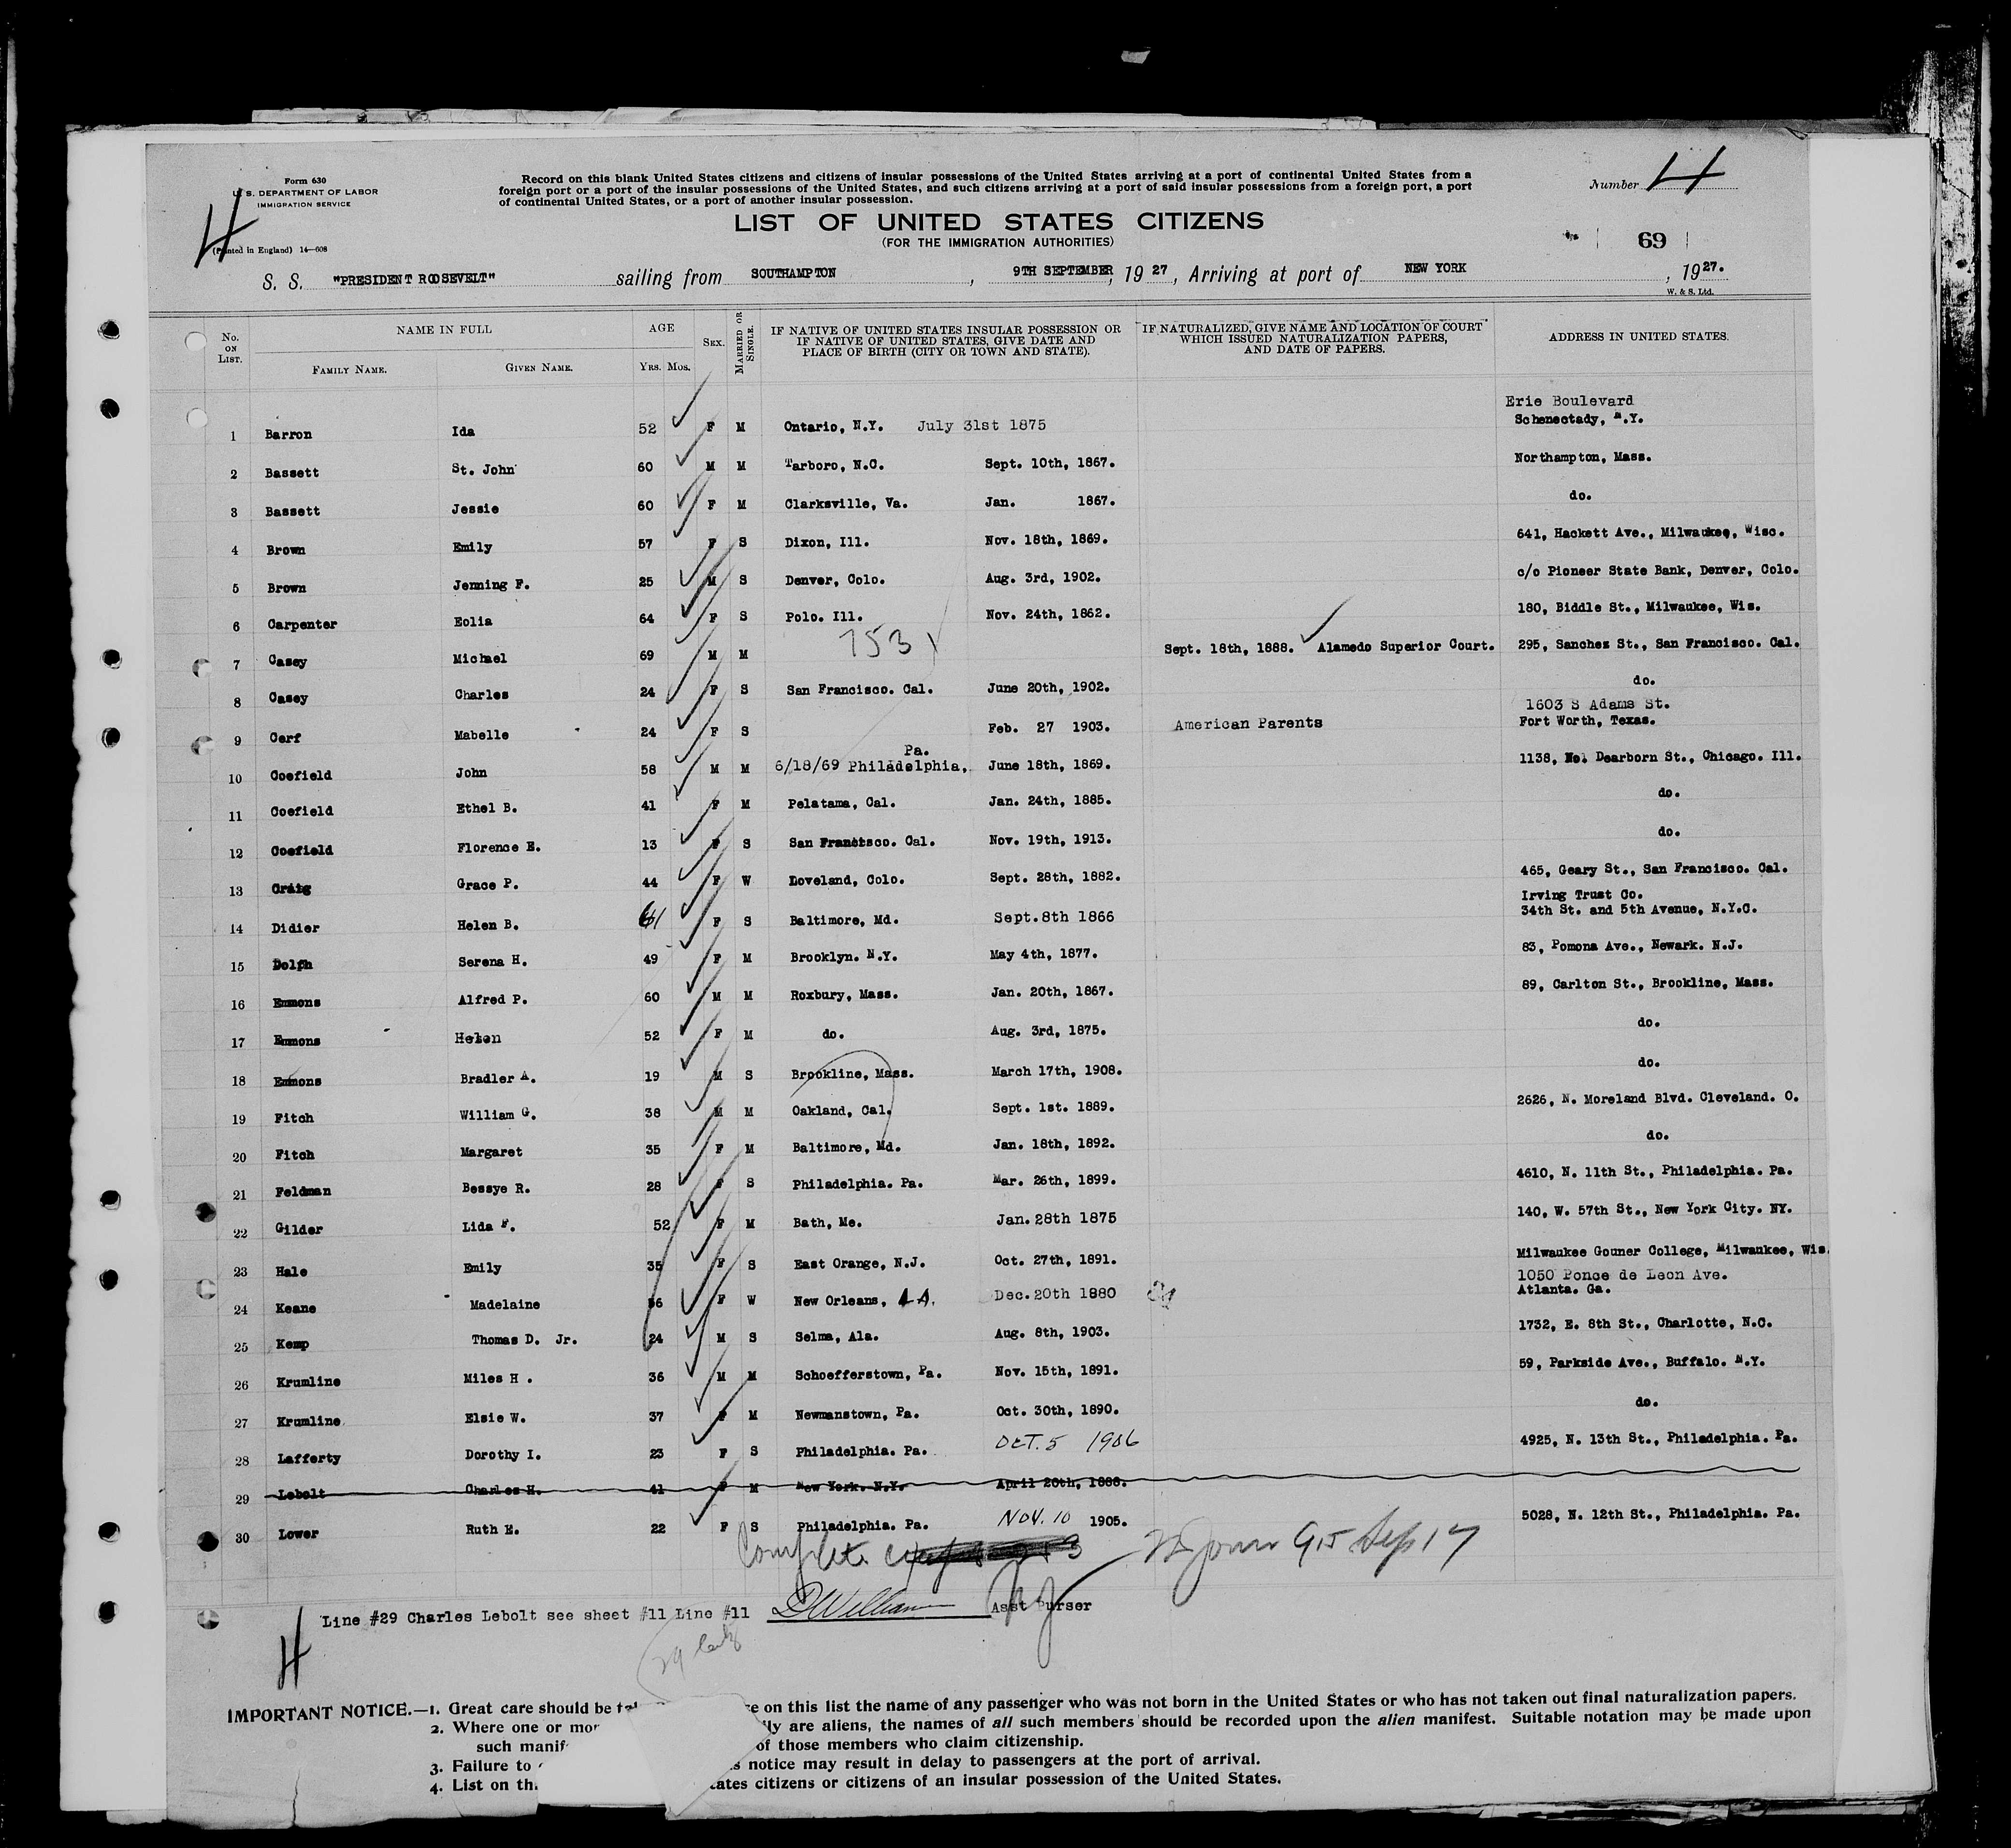 Form 630
U. S. DEPARTMENT OF LABOR
IMMIGRATION SERVICE
(Printed in England) 14—608
4
Record on this blank United States citizens and citizens of insular possessions of the United States arriving at a port of continental United States from a
foreign port or a port of the insular possessions of the United States, and such citizens arriving at a port of said insular possessions from a foreign port, a port
of continental United States, or a port of another insular possession.
Number 4
LIST OF UNITED STATES CITIZENS
(FOR THE IMMIGRATION AUTHORITIES)
69
S. S. "PRESIDENT ROOSEVELT" sailing from SOUTHAMPTON, 9TH SEPTEMBER, 1927, Arriving at port of NEW YORK, 1927.
W. & S. Ltd.
No. ON LIST. NAME IN FULL FAMILY NAME. GIVEN NAME. AGE YRS. MOS. SEX. MARRIED OR SINGLE. IF NATIVE OF UNITED STATES INSULAR POSSESSION OR IF NATIVE OF UNITED STATES, GIVE DATE AND PLACE OF BIRTH (CITY OR TOWN AND STATE). IF NATURALIZED, GIVE NAME AND LOCATION OF COURT WHICH ISSUED NATURALIZATION PAPERS, AND DATE OF PAPERS. ADDRESS IN UNITED STATES.
Erie Boulevard
1 Barron Ida 52 F M Ontario, N.Y. July 31st 1875 Schenectady, N.Y.
2 Bassett St. John 60 M M Tarboro, N.C. Sept. 10th, 1867. Northampton, Mass.
3 Bassett Jessie 60 F M Clarksville, Va. Jan. 1867. do.
4 Brown Emily 57 F S Dixon, Ill. Nov. 18th, 1869. 641, Hackett Ave., Milwaukee, Wisc.
5 Brown Jenning F. 25 M S Denver, Colo. Aug. 3rd, 1902. c/o Pioneer State Bank, Denver, Colo.
6 Carpenter Eolia 64 F S Polo. Ill. Nov. 24th, 1862. 180, Biddle St., Milwaukee, Wis.
7 Casey Michael 69 M M 1531 Sept. 18th, 1888. Alamedo Superior Court. 295, Sanchez St., San Francisco. Cal.
8 Casey Charles 24 F S San Francisco. Cal. June 20th, 1902. do.
1603 S Adams St.
9 Cerf Mabelle 24 F S Feb. 27 1903. American Parents Fort Worth, Texas.
Pa.
10 Coefield John 58 M M 6/18/69 Philadelphia, June 18th, 1869. 1138, No. Dearborn St., Chicago. Ill.
11 Coefield Ethel B. 41 F M Pelatama, Cal. Jan. 24th, 1885. do.
12 Coefield Florence E. 13 F S San Francisco. Cal. Nov. 19th, 1913. do.
13 Craig Grace P. 44 F W Loveland, Colo. Sept. 28th, 1882. 465, Geary St., San Francisco. Cal.
Irving Trust Co.
14 Didier Helen B. 61 F S Baltimore, Md. Sept.8th 1866 34th St. and 5th Avenue, N.Y.C.
15 Dolph Serena H. 49 F M Brooklyn. N.Y. May 4th, 1877. 83, Pomona Ave., Newark. N.J.
16 Emmons Alfred P. 60 M M Roxbury, Mass. Jan. 20th, 1867. 89, Carlton St., Brookline, Mass.
17 Emmons Helen 52 F M do. Aug. 3rd, 1875. do.
18 Emmons Bradler A. 19 M S Brookline, Mass. March 17th, 1908. do.
19 Fitch William G. 38 M M Oakland, Cal. Sept. 1st. 1889. 2626, N. Moreland Blvd. Cleveland. O.
20 Fitch Margaret 35 F M Baltimore, Md. Jan. 18th, 1892. do.
21 Feldman Bessye R. 28 F S Philadelphia. Pa. Mar. 26th, 1899. 4610, N. 11th St., Philadelphia. Pa.
22 Gilder Lida F. 52 F M Bath, Me. Jan.28th 1875 140, W. 57th St., New York City. NY.
23 Hale Emily 35 F S East Orange, N.J. Oct. 27th, 1891. Milwaukee Gouner College, Milwaukee, Wis.
1050 Ponce de Leon Ave.
24 Keane Madelaine 46 F W New Orleans, LA. Dec.20th 1880 Atlanta. Ga.
25 Kemp Thomas D. Jr. 24 M S Selma, Ala. Aug. 8th, 1903. 1732, E. 8th St., Charlotte, N.C.
26 Krumline Miles H . 36 M M Schoefferstown, Pa. Nov. 15th, 1891. 59, Parkside Ave., Buffalo. N.Y.
27 Krumline Elsie W. 37 F M Newmanstown, Pa. Oct. 30th, 1890. do.
28 Lafferty Dorothy I. 23 F S Philadelphia. Pa. OCT. 5 1906 4925, N. 13th St., Philadelphia. Pa.
29 Lebolt Charles H. 41 F M New York. N.Y. April 26th, 1888.
30 Lower Ruth E. 22 F S Philadelphia. Pa. NOV. 10 1905. 5028, N. 12th St., Philadelphia. Pa.
Complete 915 Sep 17
Line #29 Charles Lebolt see sheet #11 Line #11 DWilliam Asst Purser
4
IMPORTANT NOTICE.—1. Great care should be e on this list the name of any passenger who was not born in the United States or who has not taken out final naturalization papers.
2. Where one or mor ly are aliens, the names of all such members should be recorded upon the alien manifest. Suitable notation may be made upon
such manif of those members who claim citizenship.
3. Failure to s notice may result in delay to passengers at the port of arrival.
4. List on th ates citizens or citizens of an insular possession of the United States.